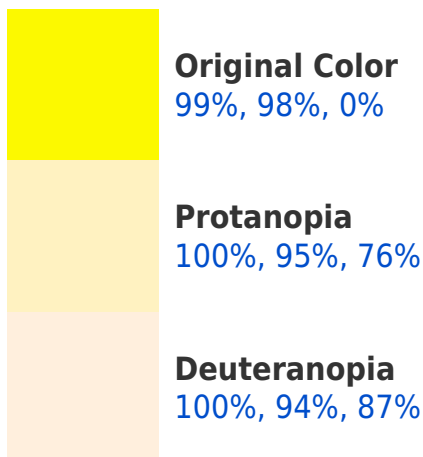 Original Color
99%, 98%, 0%
Protanopia
100%, 95%, 76%
Deuteranopia
100%, 94%, 87%